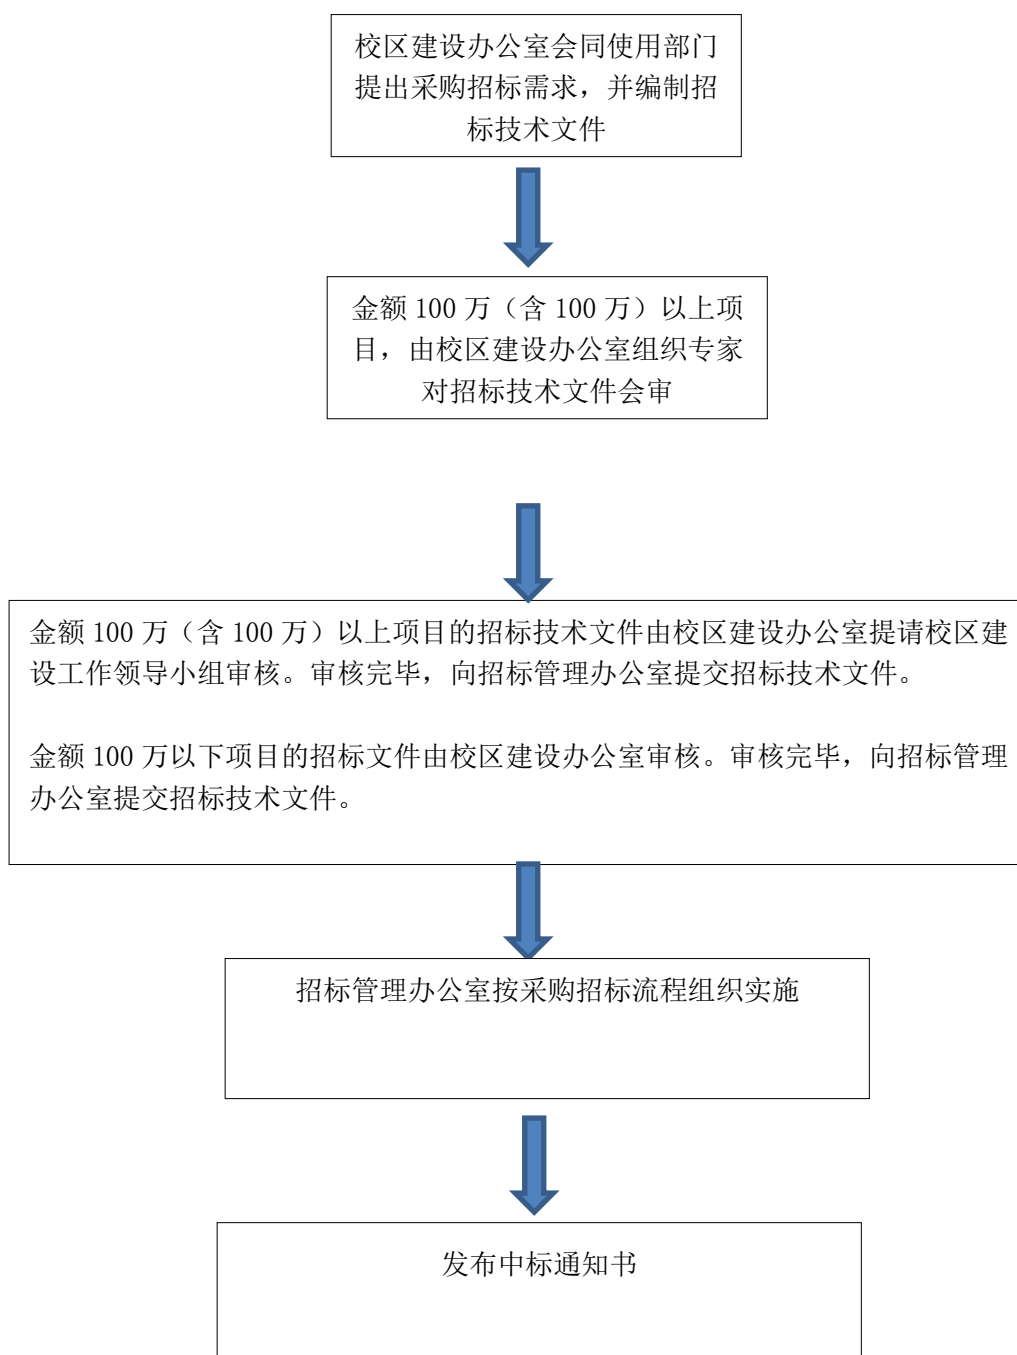 校区建设办公室会同使用部门
提出采购招标需求，并编制招
标技术文件
金额 100 万（含 100 万）以上项
目，由校区建设办公室组织专家
对招标技术文件会审
金额 100 万（含 100 万）以上项目的招标技术文件由校区建设办公室提请校区建
设工作领导小组审核。审核完毕，向招标管理办公室提交招标技术文件。
金额 100 万以下项目的招标文件由校区建设办公室审核。审核完毕，向招标管理
办公室提交招标技术文件。
招标管理办公室按采购招标流程组织实施
发布中标通知书